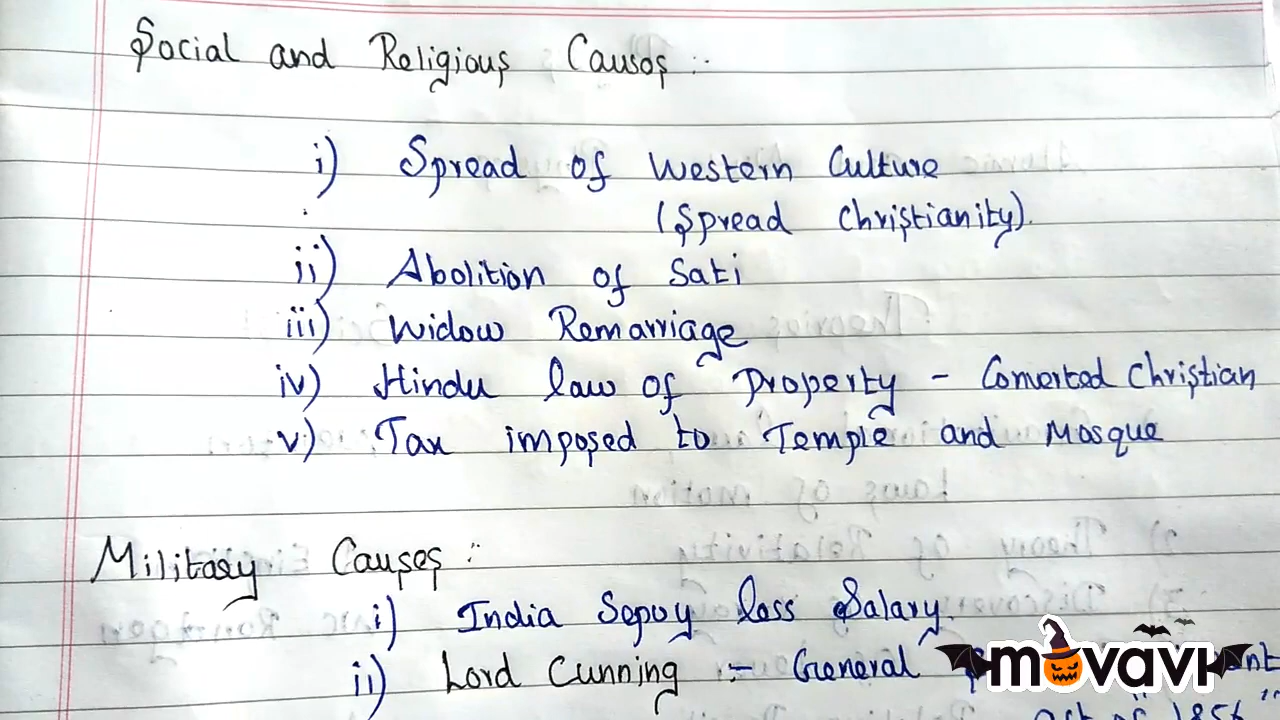 Social and Religious Causes :-
i) Spread of Western Culture
(Spread Christianity).
ii) Abolition of Sati
iii) Widow Remarriage
iv) Hindu law of Property - Converted Christian
v) Tax imposed to Temple and Mosque
Military Causes :-
i) India Sepoy less Salary.
ii) Lord Cunning :- General
movavi